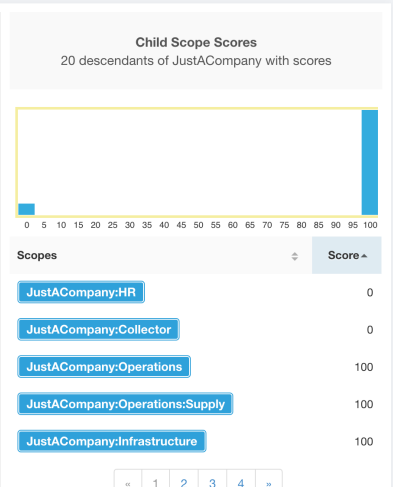 Child Scope Scores
20 descendants of JustACompany with scores
0 5 10 15 20 25 30 35 40 45 50 55 60 65 70 75 80 85 90 95 100
Scopes Score
JustACompany:HR 0
JustACompany:Collector 0
JustACompany:Operations 100
JustACompany:Operations:Supply 100
JustACompany:Infrastructure 100
« 1 2 3 4 »